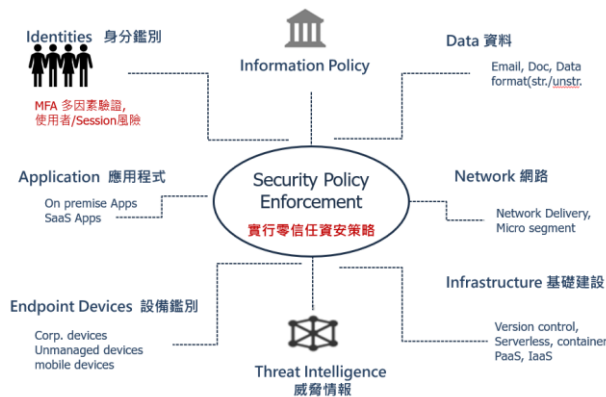 Identities 身分鑑別
MFA 多因素驗證,
使用者/Session風險
Information Policy
Data 資料
Email, Doc, Data
format(str./unstr.
Application 應用程式
On premise Apps
SaaS Apps
Security Policy
Enforcement
實行零信任資安策略
Network 網路
Network Delivery,
Micro segment
Endpoint Devices 設備鑑別
Corp. devices
Unmanaged devices
mobile devices
Threat Intelligence
威脅情報
Infrastructure 基礎建設
Version control,
Serverless, container
PaaS, IaaS